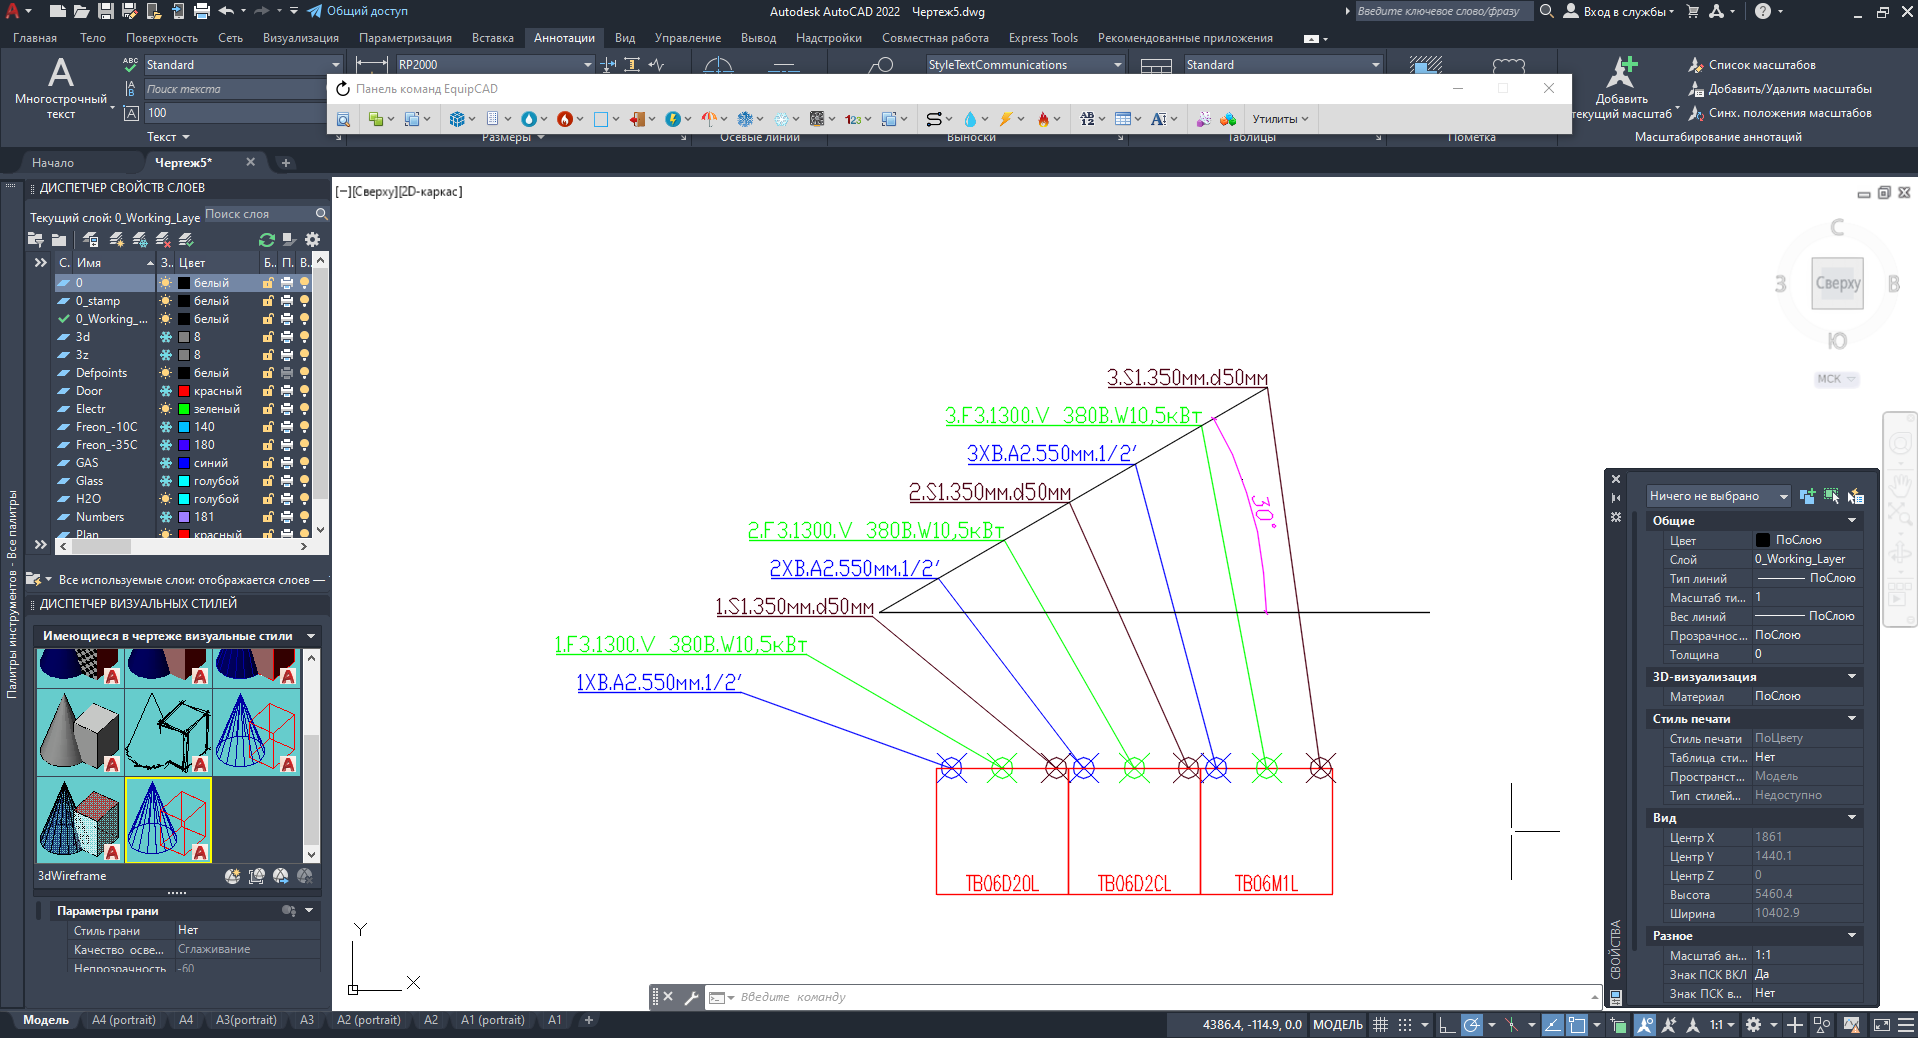 Общий доступ
Autodesk AutoCAD 2022 Чертеж5.dwg
Введите ключевое слово/фразу
Вход в службы
Главная Тело Поверхность Сеть Визуализация Параметризация Вставка Аннотации Вид Управление Вывод Надстройки Совместная работа Express Tools Рекомендованные приложения
Многострочный
текст
Standard
Поиск текста
100
Текст
RP2000
StyleTextCommunications
Standard
Добавить
текущий масштаб
Список масштабов
Добавить/Удалить масштабы
Синх. положения масштабов
Панель команд EquipCAD
123
AB
12
Утилиты
Размеры
Осевые линии
Выноски
Таблицы
Пометка
Масштабирование аннотаций
Начало
Чертеж5*
ДИСПЕТЧЕР СВОЙСТВ СЛОЕВ
Текущий слой: 0_Working_Laye
Поиск слоя
С. Имя З.. Цвет Б.. П. В..
0 белый
0_stamp белый
0_Working_... белый
3d 8
3z 8
Defpoints белый
Door красный
Electr зеленый
Freon_-10C 140
Freon_-35C 180
GAS синий
Glass голубой
H2O голубой
Numbers 181
Plan красный
Все используемые слои: отображается слоев —
ДИСПЕТЧЕР ВИЗУАЛЬНЫХ СТИЛЕЙ
Имеющиеся в чертеже визуальные стили
3dWireframe
Параметры грани
Стиль грани Нет
Качество осве... Сглаживание
Непрозрачность -60
Палитры инструментов - Все палитры
[−][Сверху][2D-каркас]
С
З
Сверху
В
Ю
МСК
3.S1.350мм.d50мм
3.F3.1300.V 380В.W10,5кВт
3ХВ.А2.550мм.1/2'
2.S1.350мм.d50мм
2.F3.1300.V 380В.W10,5кВт
2ХВ.А2.550мм.1/2'
1.S1.350мм.d50мм
1.F3.1300.V 380В.W10,5кВт
1ХВ.А2.550мм.1/2'
30°
TB06D20L
TB06D2CL
TB06M1L
Y
X
Введите команду
Ничего не выбрано
Общие
Цвет ПоСлою
Слой 0_Working_Layer
Тип линий ПоСлою
Масштаб ти... 1
Вес линий ПоСлою
Прозрачнос... ПоСлою
Толщина 0
3D-визуализация
Материал ПоСлою
Стиль печати
Стиль печати ПоЦвету
Таблица сти... Нет
Пространст... Модель
Тип стилей... Недоступно
Вид
Центр X 1861
Центр Y 1440.1
Центр Z 0
Высота 5460.4
Ширина 10402.9
Разное
Масштаб ан... 1:1
Знак ПСК ВКЛ Да
Знак ПСК в... Нет
СВОЙСТВА
Модель A4 (portrait) A4 A3(portrait) A3 A2 (portrait) A2 A1 (portrait) A1
4386.4, -114.9, 0.0 МОДЕЛЬ
1:1